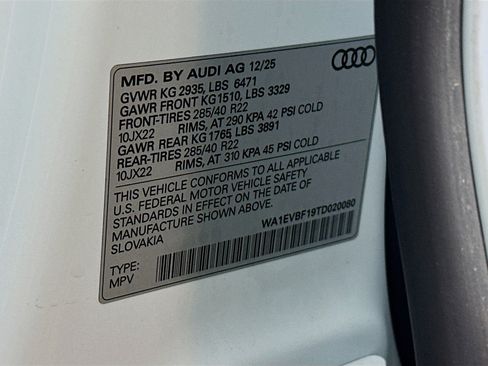 MFD. BY AUDI AG 12/25
GVWR KG 2935, LBS 6471
GAWR FRONT KG1510, LBS 3329
FRONT-TIRES 285/40 R22
10JX22 RIMS, AT 290 KPA 42 PSI COLD
GAWR REAR KG1765, LBS 3891
REAR-TIRES 285/40 R22
10JX22 RIMS, AT 310 KPA 45 PSI COLD
THIS VEHICLE CONFORMS TO ALL APPLICABLE
U.S. FEDERAL MOTOR VEHICLE SAFETY
STANDARDS IN EFFECT ON THE DATE OF
MANUFACTURE SHOWN ABOVE.
SLOVAKIA
WA1EVBF19TD020080
TYPE:
MPV